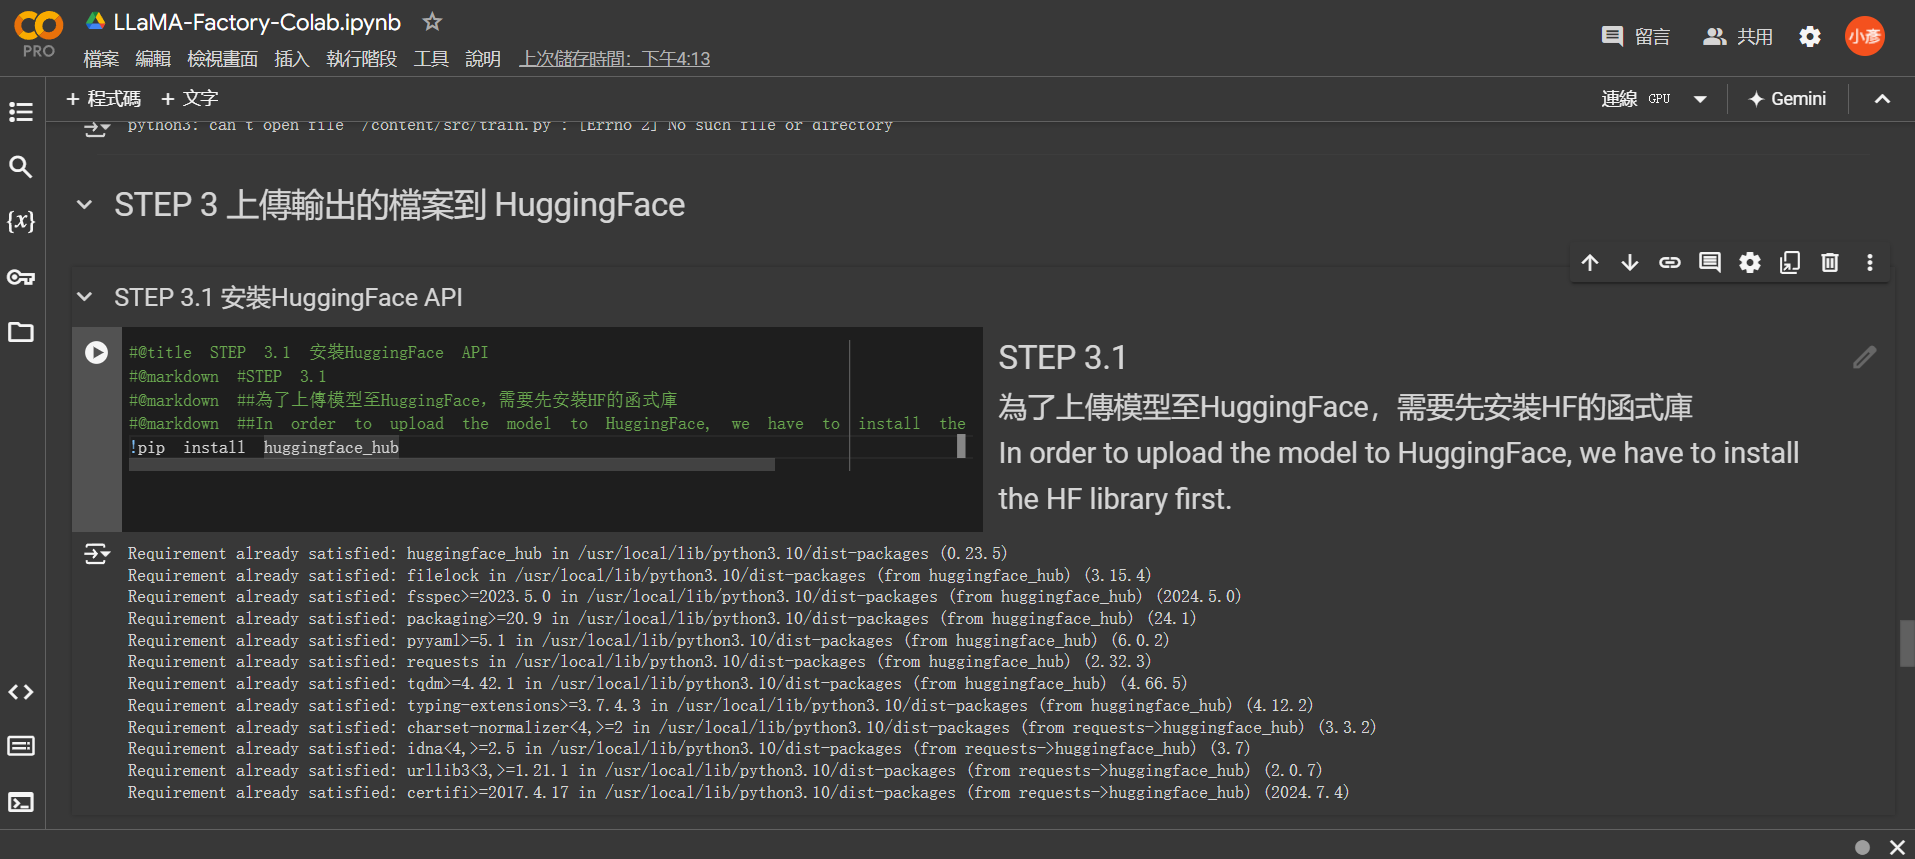 LLaMA-Factory-Colab.ipynb
PRO
檔案 編輯 檢視畫面 插入 執行階段 工具 說明 上次儲存時間：下午4:13
留言 共用 小彥
+ 程式碼 + 文字
連線 GPU Gemini
python3: can't open file '/content/src/train.py': [Errno 2] No such file or directory
STEP 3 上傳輸出的檔案到 HuggingFace
STEP 3.1 安裝HuggingFace API
#@title STEP 3.1 安裝HuggingFace API
#@markdown #STEP 3.1
#@markdown ##為了上傳模型至HuggingFace，需要先安裝HF的函式庫
#@markdown ##In order to upload the model to HuggingFace, we have to install the
!pip install huggingface_hub
STEP 3.1
為了上傳模型至HuggingFace，需要先安裝HF的函式庫
In order to upload the model to HuggingFace, we have to install
the HF library first.
Requirement already satisfied: huggingface_hub in /usr/local/lib/python3.10/dist-packages (0.23.5)
Requirement already satisfied: filelock in /usr/local/lib/python3.10/dist-packages (from huggingface_hub) (3.15.4)
Requirement already satisfied: fsspec>=2023.5.0 in /usr/local/lib/python3.10/dist-packages (from huggingface_hub) (2024.5.0)
Requirement already satisfied: packaging>=20.9 in /usr/local/lib/python3.10/dist-packages (from huggingface_hub) (24.1)
Requirement already satisfied: pyyaml>=5.1 in /usr/local/lib/python3.10/dist-packages (from huggingface_hub) (6.0.2)
Requirement already satisfied: requests in /usr/local/lib/python3.10/dist-packages (from huggingface_hub) (2.32.3)
Requirement already satisfied: tqdm>=4.42.1 in /usr/local/lib/python3.10/dist-packages (from huggingface_hub) (4.66.5)
Requirement already satisfied: typing-extensions>=3.7.4.3 in /usr/local/lib/python3.10/dist-packages (from huggingface_hub) (4.12.2)
Requirement already satisfied: charset-normalizer<4,>=2 in /usr/local/lib/python3.10/dist-packages (from requests->huggingface_hub) (3.3.2)
Requirement already satisfied: idna<4,>=2.5 in /usr/local/lib/python3.10/dist-packages (from requests->huggingface_hub) (3.7)
Requirement already satisfied: urllib3<3,>=1.21.1 in /usr/local/lib/python3.10/dist-packages (from requests->huggingface_hub) (2.0.7)
Requirement already satisfied: certifi>=2017.4.17 in /usr/local/lib/python3.10/dist-packages (from requests->huggingface_hub) (2024.7.4)